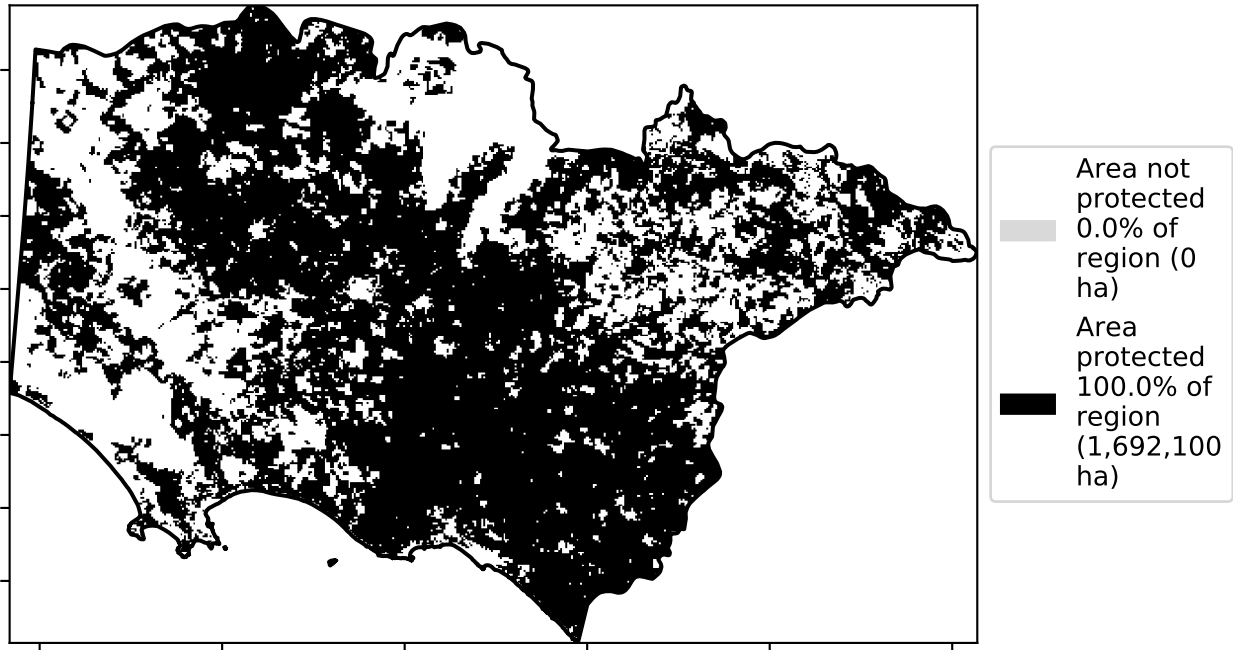 Area not
protected
0.0% of
region (0
ha)
Area
protected
100.0% of
region
(1,692,100
ha)